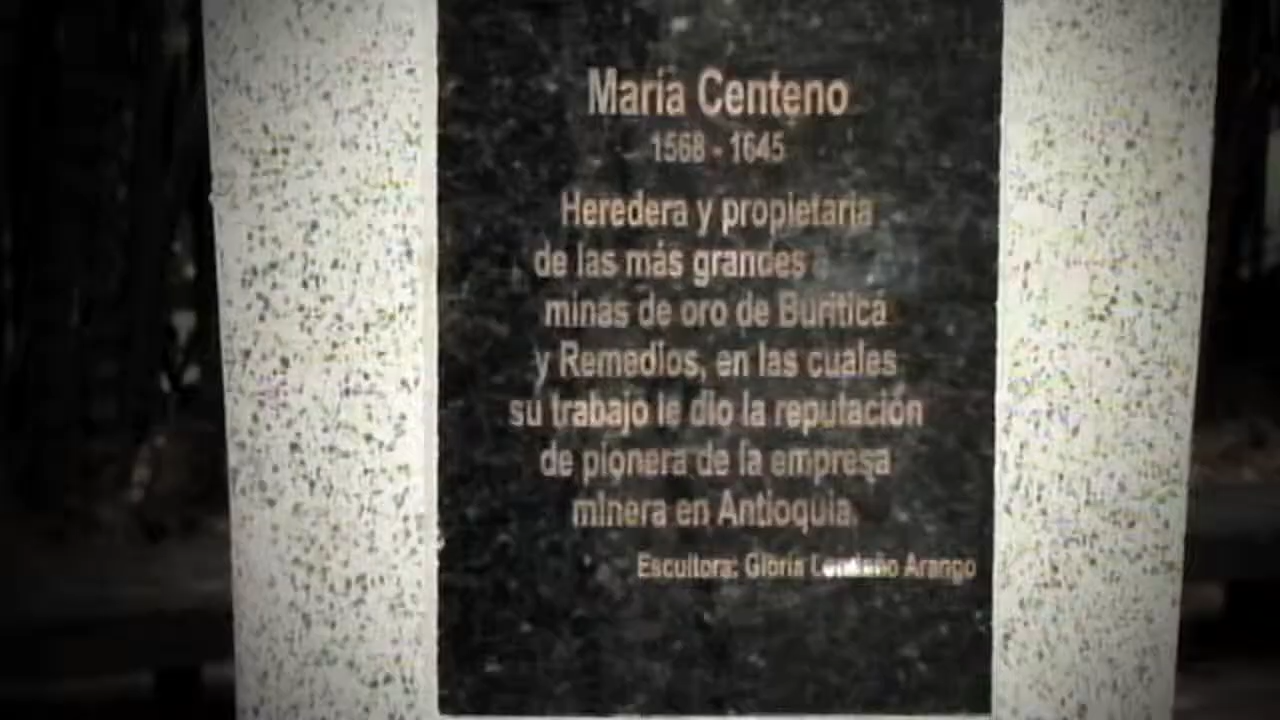 María Centeno
1568 - 1645
Heredera y propietaria
de las más grandes
minas de oro de Buriticá
y Remedios, en las cuales
su trabajo le dio la reputación
de pionera de la empresa
minera en Antioquia.
Escultora: Gloria Arango